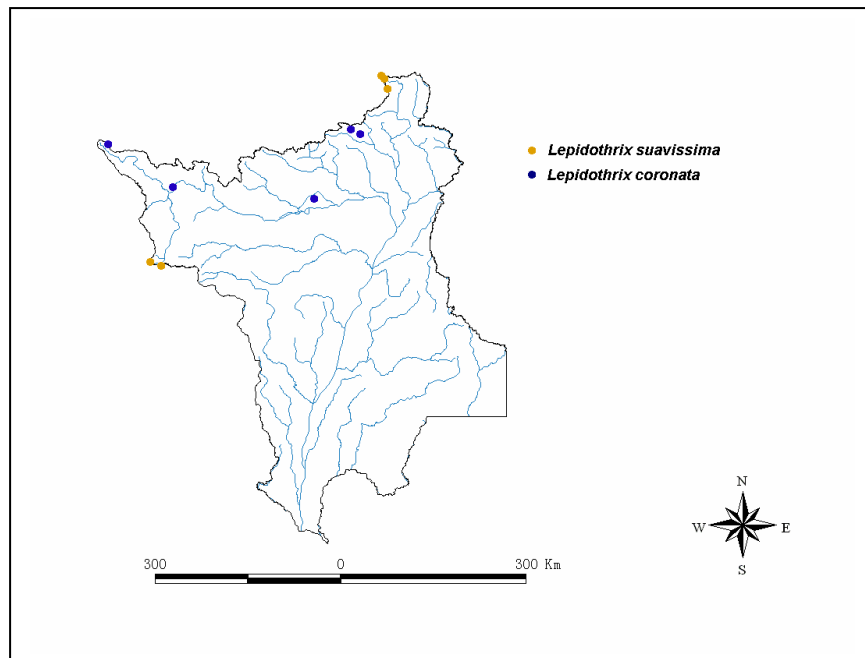 Lepidothrix suavissima
Lepidothrix coronata
N
W E
S
300 0 300 Km